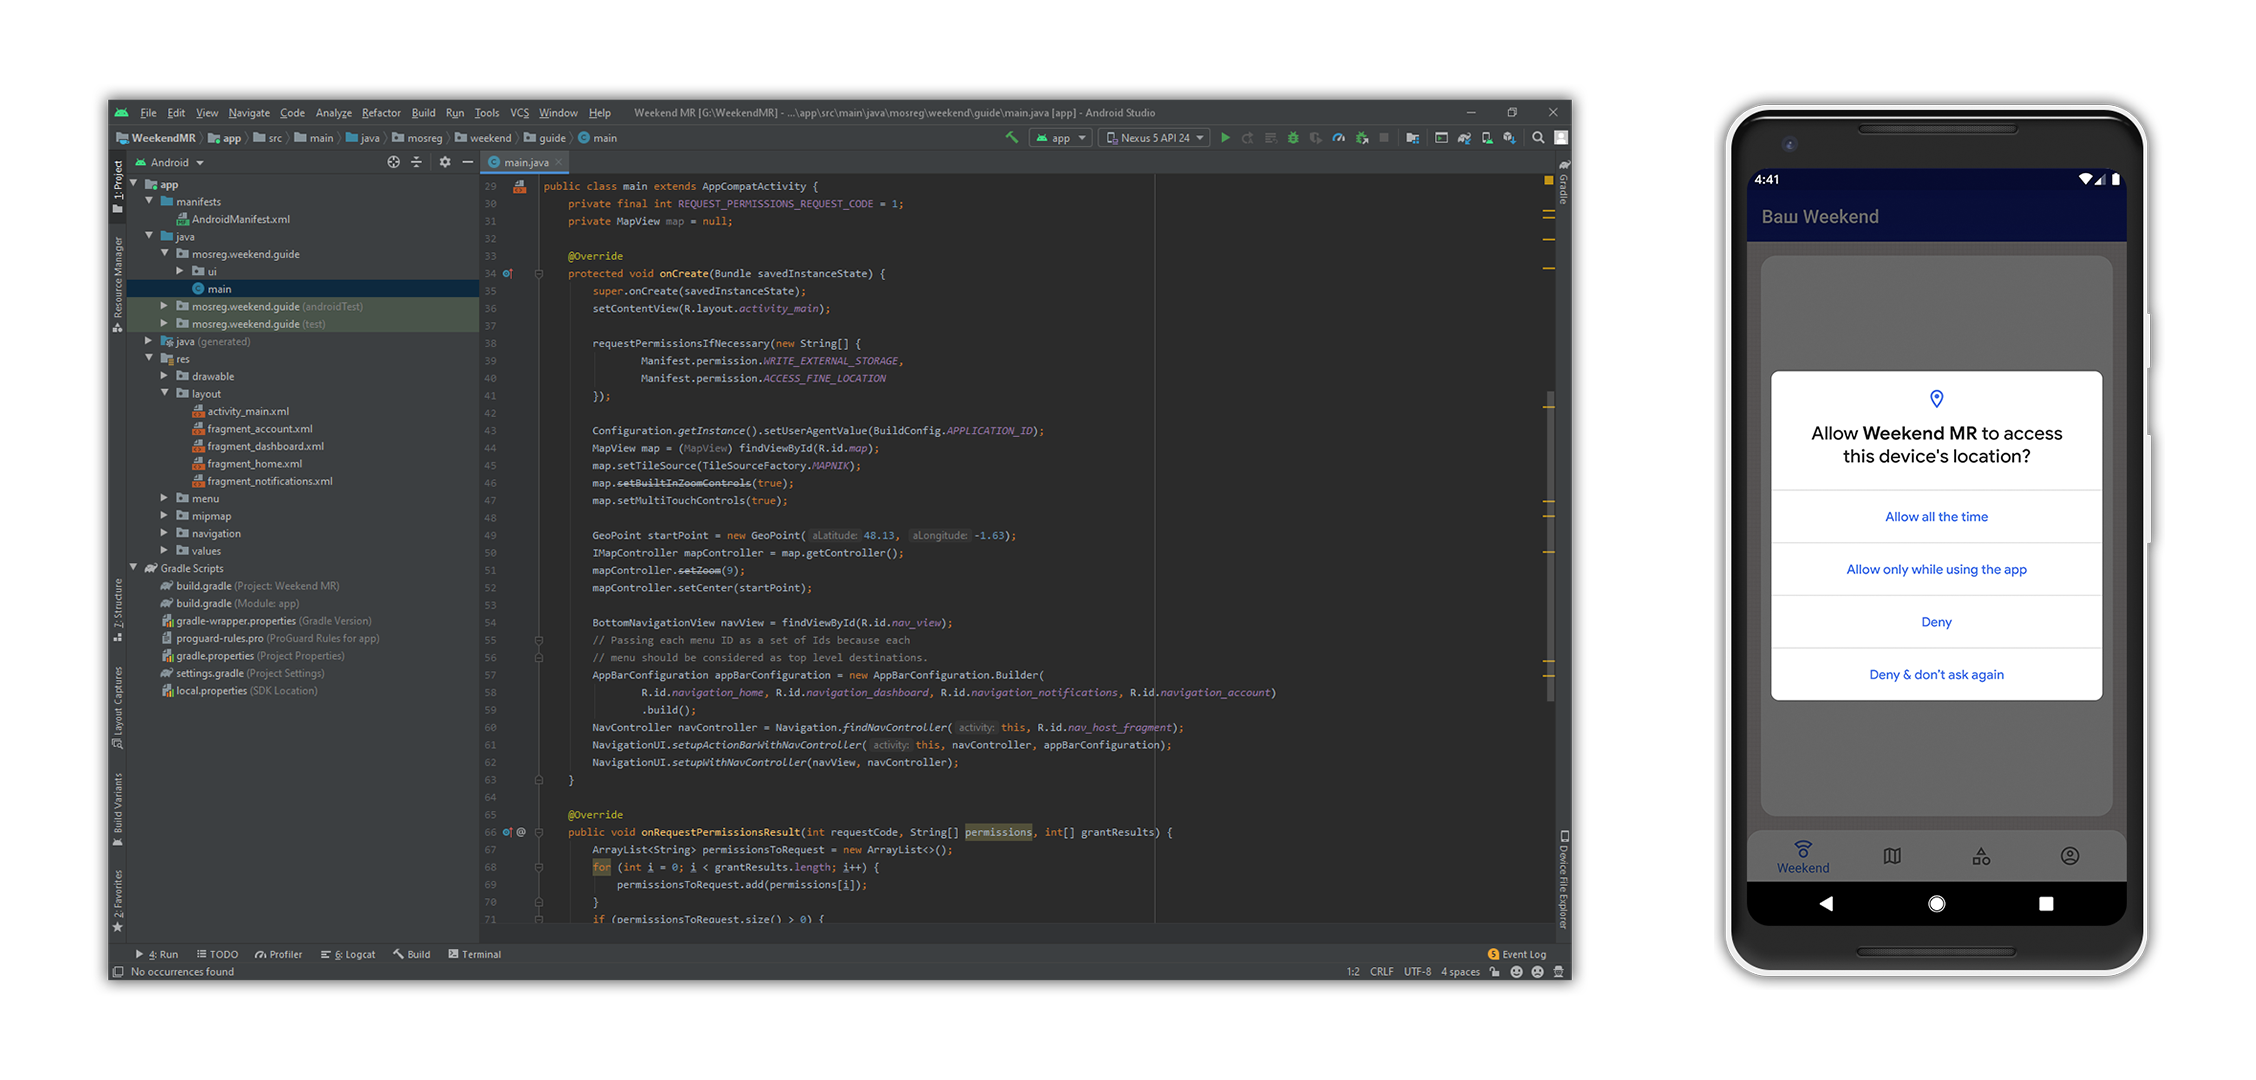 File Edit View Navigate Code Analyze Refactor Build Run Tools VCS Window Help Weekend MR [G:\WeekendMR] - ...\app\src\main\java\mosreg\weekend\guide\main.java [app] - Android Studio
WeekendMR app src main java mosreg weekend guide main app Nexus 5 API 24
Android
main.java
1: Project
Resource Manager
7: Structure
Layout Captures
Build Variants
2: Favorites
app
manifests
AndroidManifest.xml
java
mosreg.weekend.guide
ui
main
mosreg.weekend.guide (androidTest)
mosreg.weekend.guide (test)
java (generated)
res
drawable
layout
activity_main.xml
fragment_account.xml
fragment_dashboard.xml
fragment_home.xml
fragment_notifications.xml
menu
mipmap
navigation
values
Gradle Scripts
build.gradle (Project: Weekend MR)
build.gradle (Module: app)
gradle-wrapper.properties (Gradle Version)
proguard-rules.pro (ProGuard Rules for app)
gradle.properties (Project Properties)
settings.gradle (Project Settings)
local.properties (SDK Location)
29 public class main extends AppCompatActivity {
30 private final int REQUEST_PERMISSIONS_REQUEST_CODE = 1;
31 private MapView map = null;
32
33 @Override
34 protected void onCreate(Bundle savedInstanceState) {
35 super.onCreate(savedInstanceState);
36 setContentView(R.layout.activity_main);
37
38 requestPermissionsIfNecessary(new String[] {
39 Manifest.permission.WRITE_EXTERNAL_STORAGE,
40 Manifest.permission.ACCESS_FINE_LOCATION
41 });
42
43 Configuration.getInstance().setUserAgentValue(BuildConfig.APPLICATION_ID);
44 MapView map = (MapView) findViewById(R.id.map);
45 map.setTileSource(TileSourceFactory.MAPNIK);
46 map.setBuiltInZoomControls(true);
47 map.setMultiTouchControls(true);
48
49 GeoPoint startPoint = new GeoPoint( aLatitude: 48.13, aLongitude: -1.63);
50 IMapController mapController = map.getController();
51 mapController.setZoom(9);
52 mapController.setCenter(startPoint);
53
54 BottomNavigationView navView = findViewById(R.id.nav_view);
55 // Passing each menu ID as a set of Ids because each
56 // menu should be considered as top level destinations.
57 AppBarConfiguration appBarConfiguration = new AppBarConfiguration.Builder(
58 R.id.navigation_home, R.id.navigation_dashboard, R.id.navigation_notifications, R.id.navigation_account)
59 .build();
60 NavController navController = Navigation.findNavController( activity: this, R.id.nav_host_fragment);
61 NavigationUI.setupActionBarWithNavController( activity: this, navController, appBarConfiguration);
62 NavigationUI.setupWithNavController(navView, navController);
63 }
64
65 @Override
66 @ public void onRequestPermissionsResult(int requestCode, String[] permissions, int[] grantResults) {
67 ArrayList<String> permissionsToRequest = new ArrayList<>();
68 for (int i = 0; i < grantResults.length; i++) {
69 permissionsToRequest.add(permissions[i]);
70 }
71 if (permissionsToRequest.size() > 0) {
Gradle
Device File Explorer
4: Run TODO Profiler 6: Logcat Build Terminal 5 Event Log
No occurrences found 1:2 CRLF UTF-8 4 spaces
4:41
Ваш Weekend
Allow Weekend MR to access
this device's location?
Allow all the time
Allow only while using the app
Deny
Deny & don't ask again
Weekend